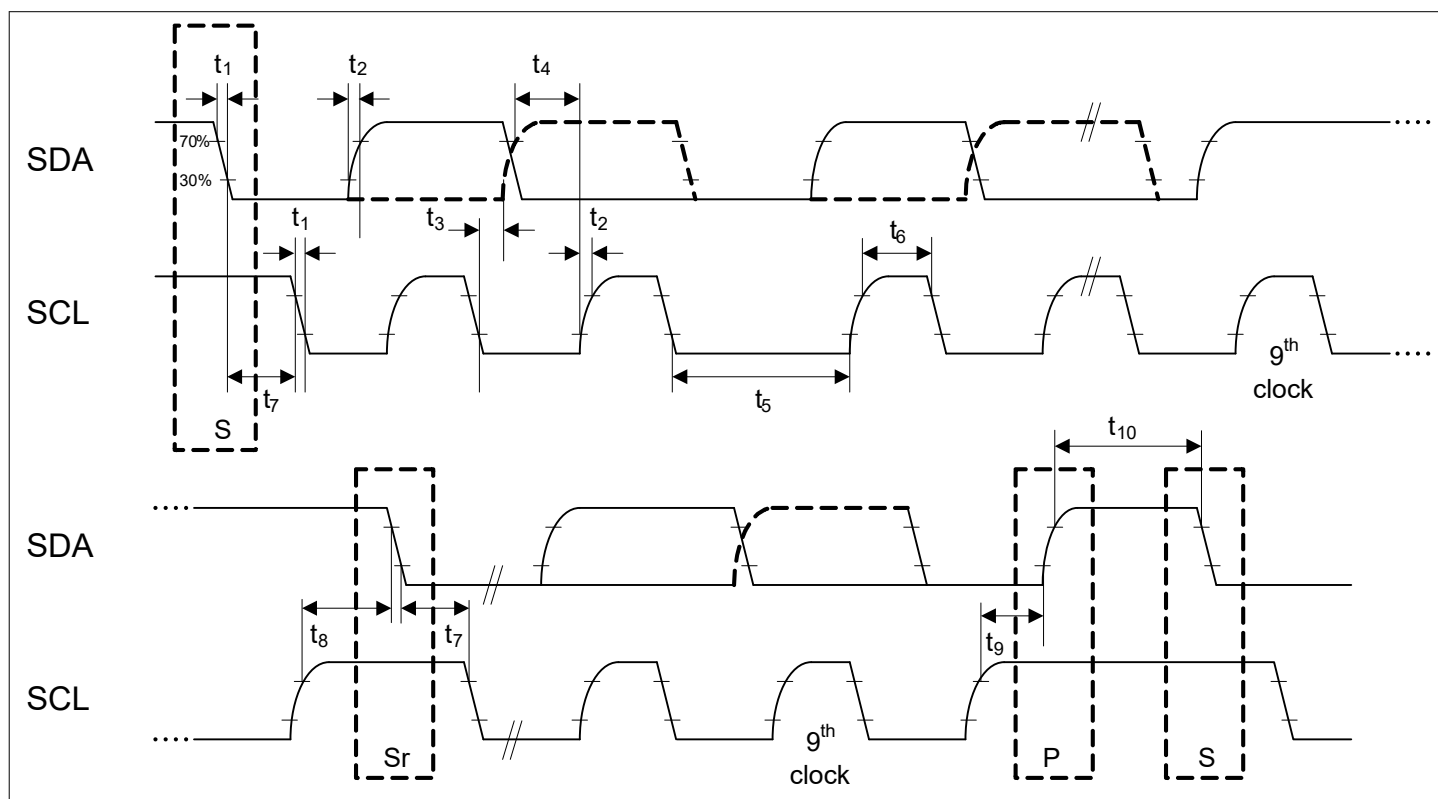 t1 t2 t4
SDA
70%
30%
t1 t3 t2 t6
SCL
9th
clock
t7 t5
S
t10
SDA
t8 t7 t9
SCL
9th
clock
Sr P S